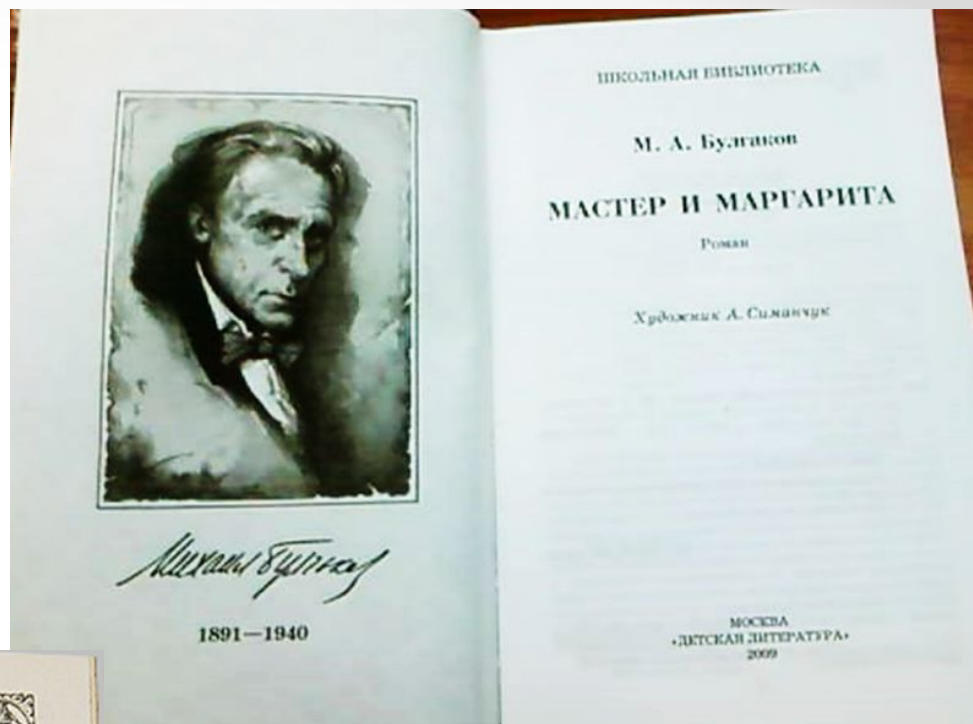 Михаил Булгаков
1891—1940
ШКОЛЬНАЯ БИБЛИОТЕКА
М. А. Булгаков
МАСТЕР И МАРГАРИТА
Роман
Художник А. Симанчук
МОСКВА
«ДЕТСКАЯ ЛИТЕРАТУРА»
2009